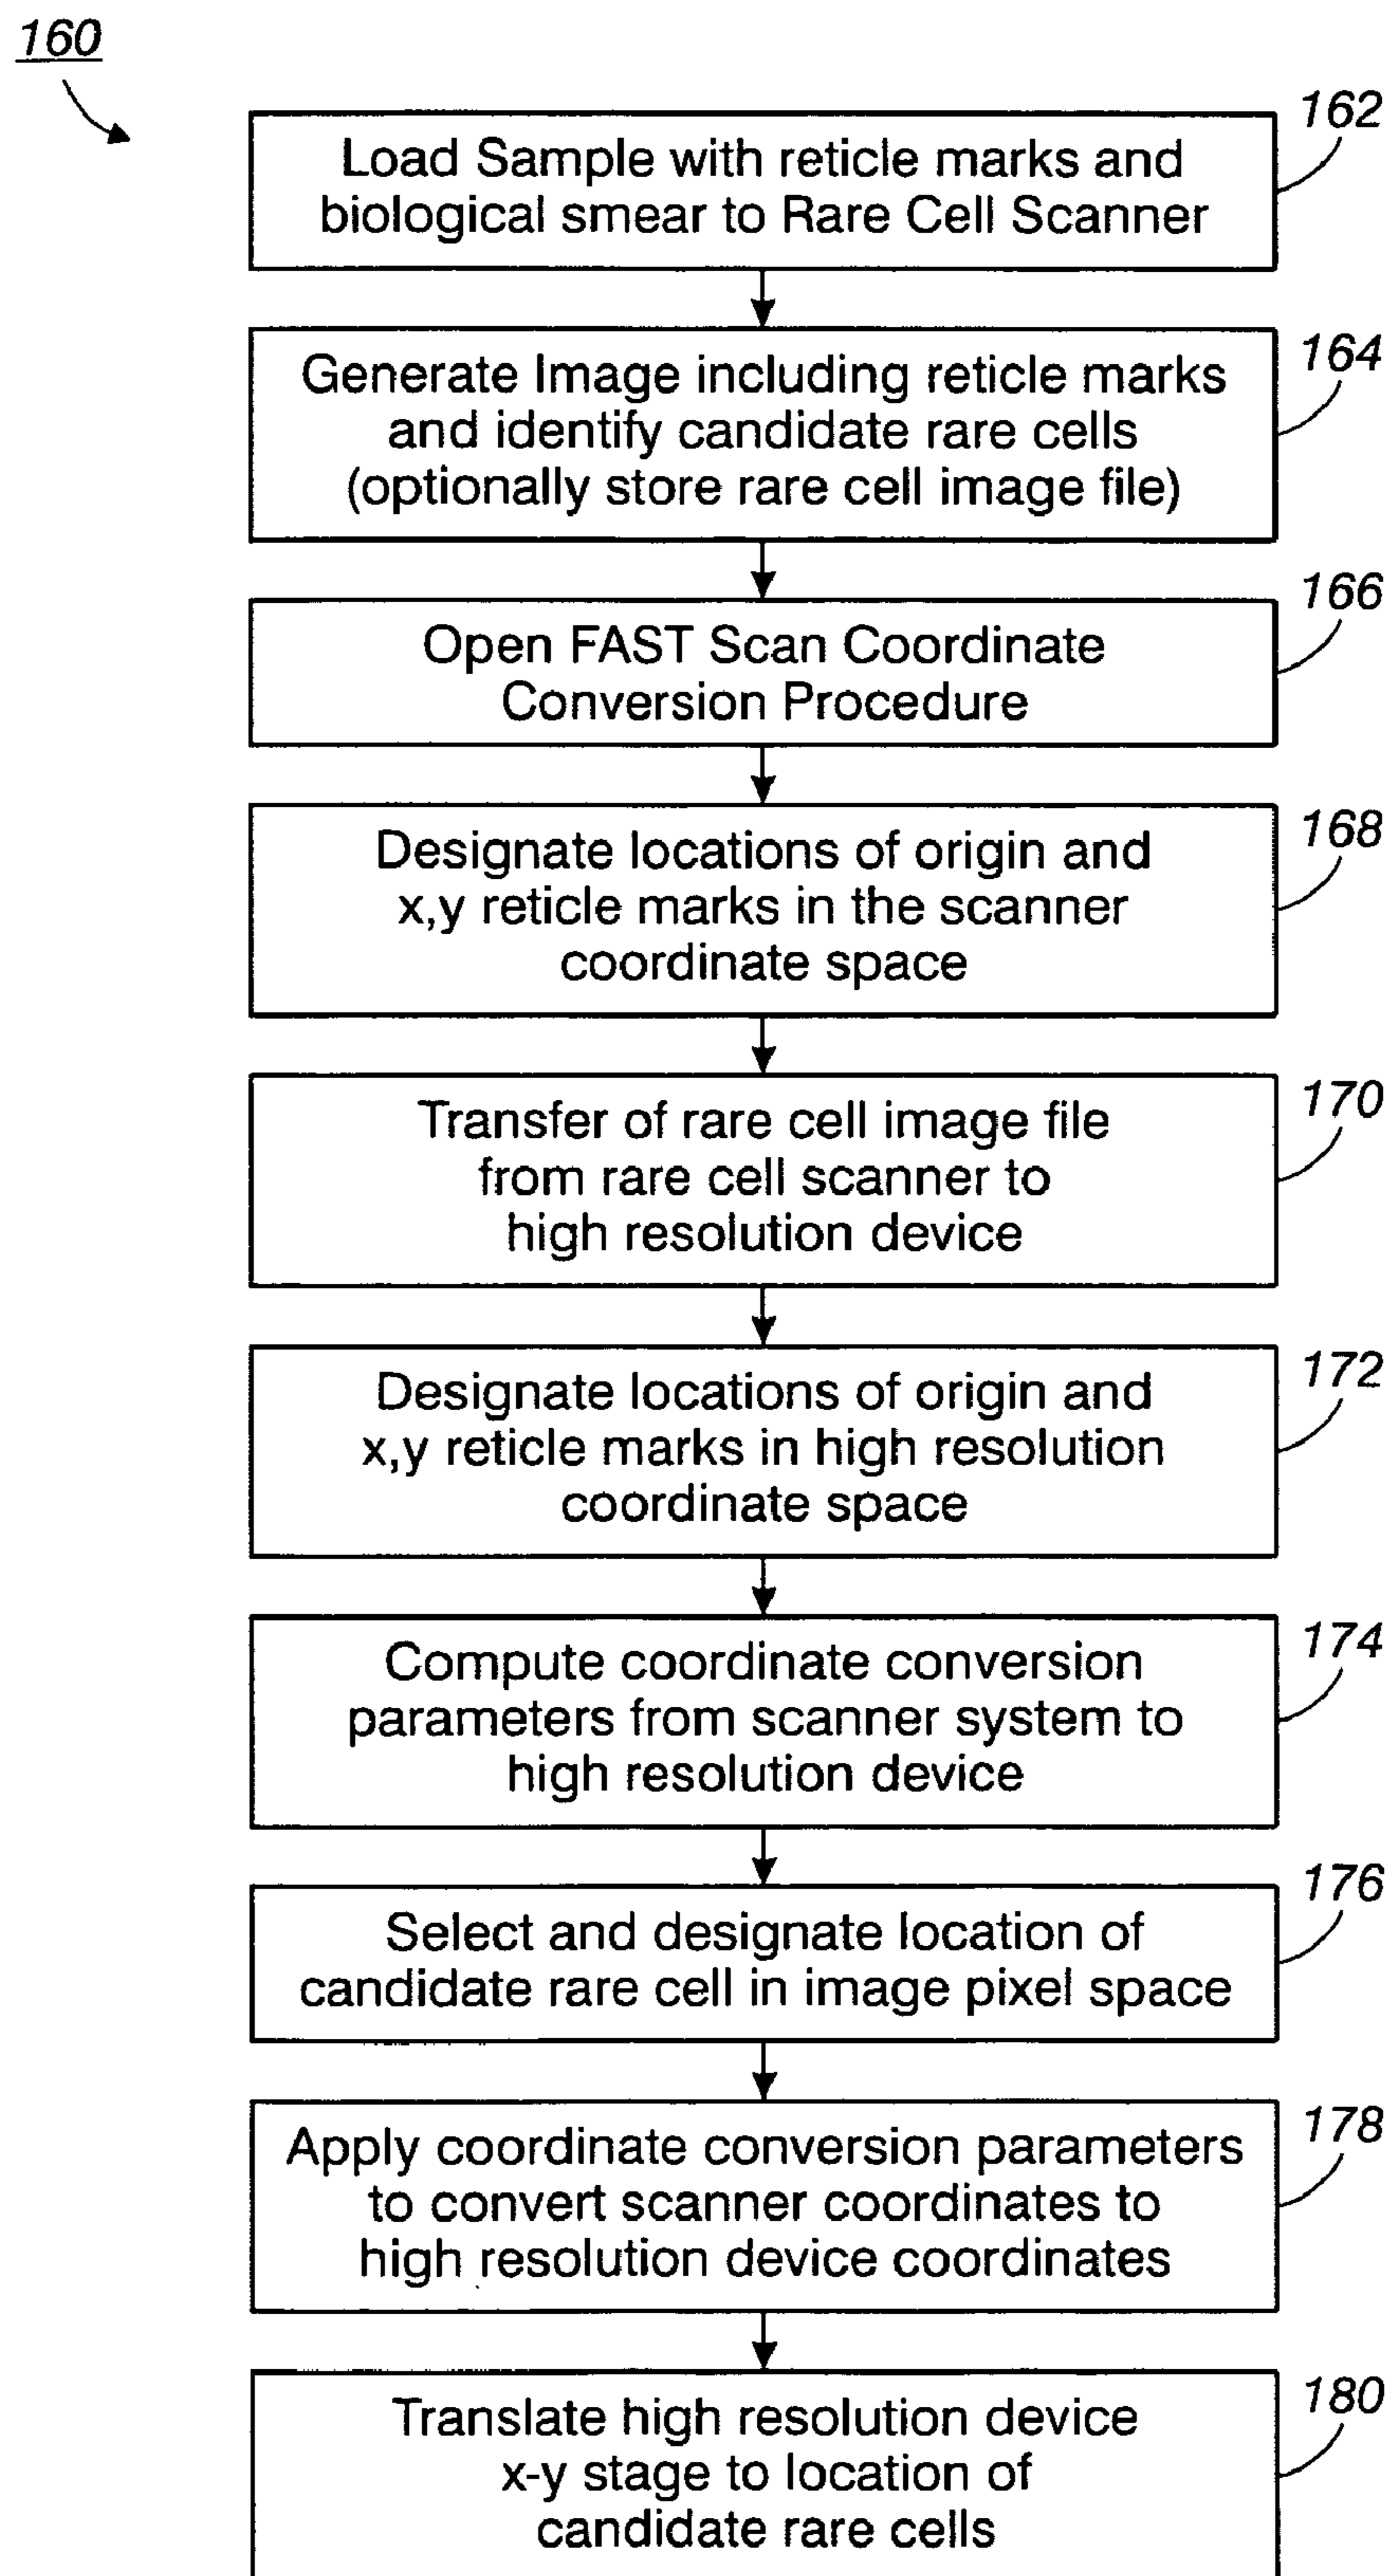 160
162
Load Sample with reticle marks and
biological smear to Rare Cell Scanner
164
Generate Image including reticle marks
and identify candidate rare cells
(optionally store rare cell image file)
166
Open FAST Scan Coordinate
Conversion Procedure
168
Designate locations of origin and
x,y reticle marks in the scanner
coordinate space
170
Transfer of rare cell image file
from rare cell scanner to
high resolution device
172
Designate locations of origin and
x,y reticle marks in high resolution
coordinate space
174
Compute coordinate conversion
parameters from scanner system to
high resolution device
176
Select and designate location of
candidate rare cell in image pixel space
178
Apply coordinate conversion parameters
to convert scanner coordinates to
high resolution device coordinates
180
Translate high resolution device
x-y stage to location of
candidate rare cells